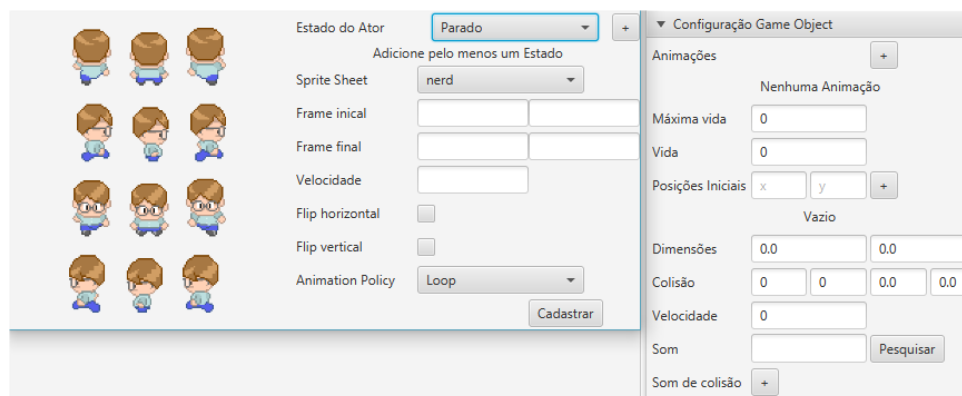 Estado do Ator Parado +
Adicione pelo menos um Estado
Sprite Sheet nerd
Frame inical
Frame final
Velocidade
Flip horizontal
Flip vertical
Animation Policy Loop
Cadastrar
Configuração Game Object
Animações +
Nenhuma Animação
Máxima vida 0
Vida 0
Posições Iniciais x y +
Vazio
Dimensões 0.0 0.0
Colisão 0 0 0.0 0.0
Velocidade 0
Som Pesquisar
Som de colisão +